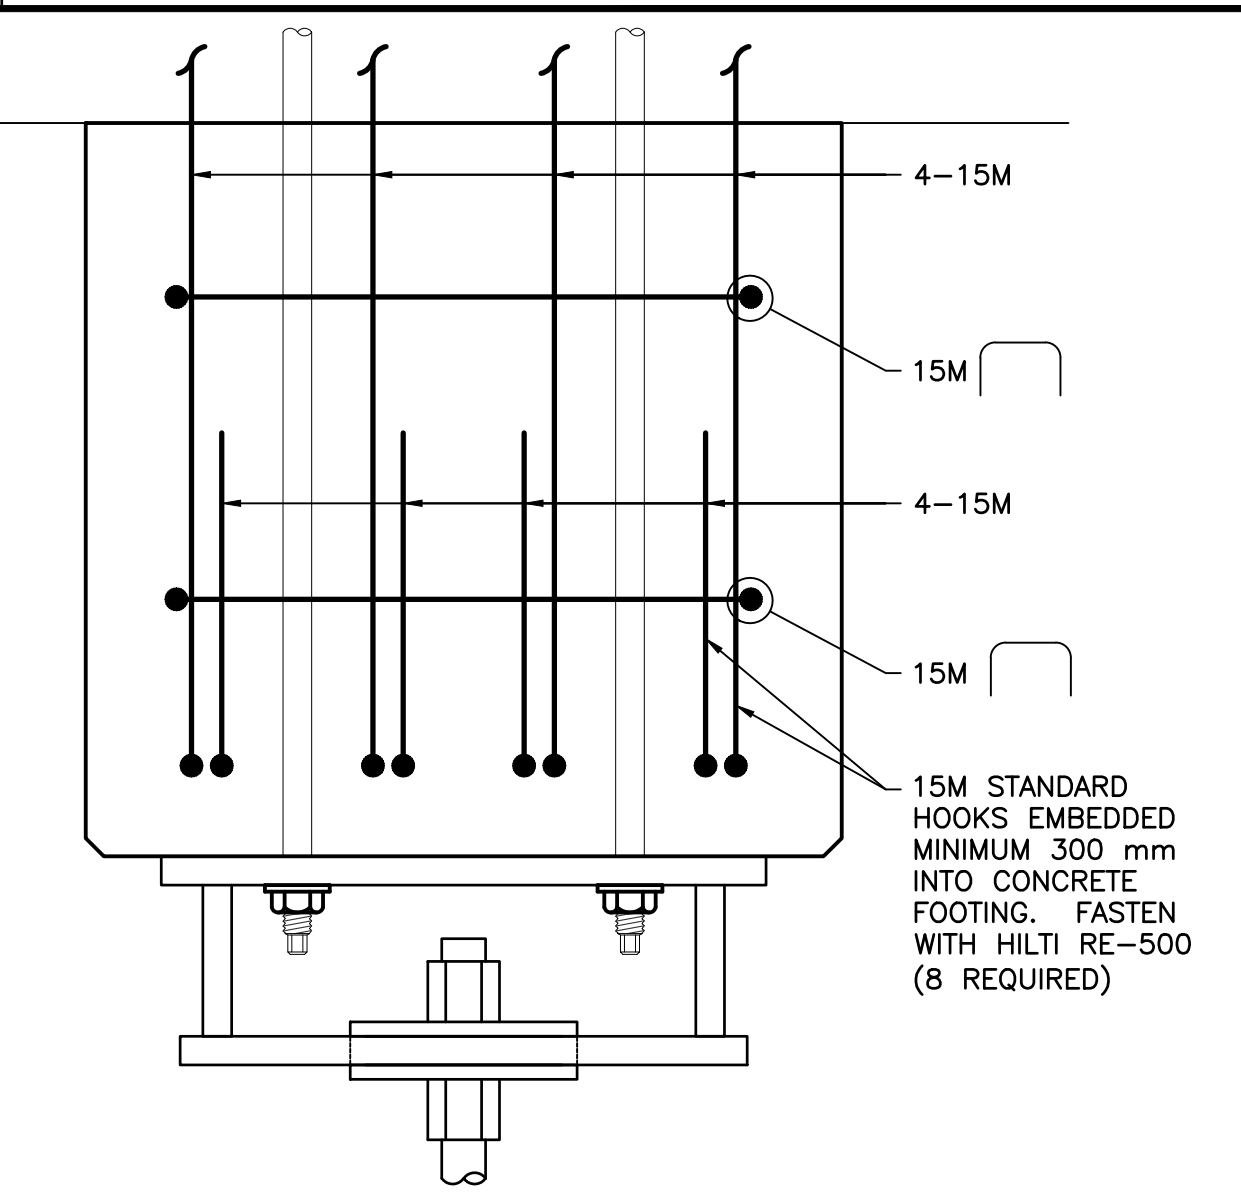 4-15M
15M
4-15M
15M
15M STANDARD
HOOKS EMBEDDED
MINIMUM 300 mm
INTO CONCRETE
FOOTING. FASTEN
WITH HILTI RE-500
(8 REQUIRED)